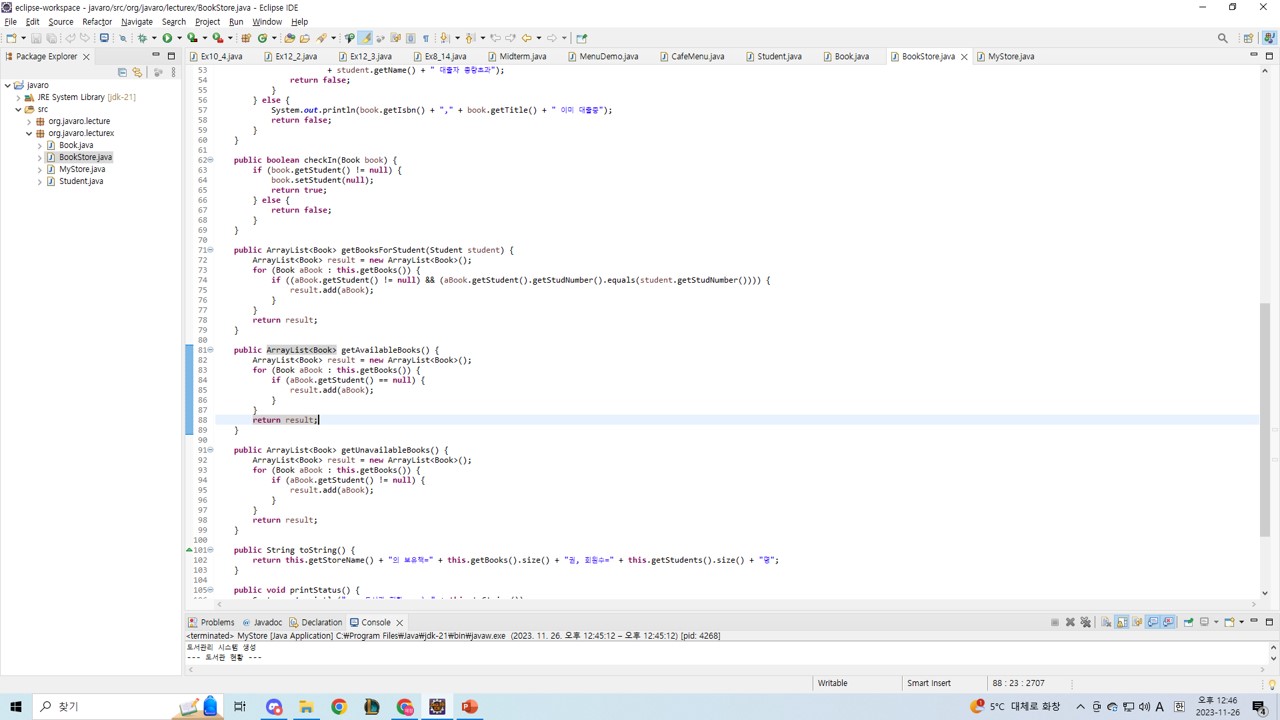 eclipse-workspace - javaro/src/org/javaro/lecturex/BookStore.java - Eclipse IDE
File Edit Source Refactor Navigate Search Project Run Window Help
Package Explorer
Ex10_4.java Ex12_2.java Ex12_3.java Ex8_14.java Midterm.java MenuDemo.java CafeMenu.java Student.java Book.java BookStore.java MyStore.java
javaro
JRE System Library [jdk-21]
src
org.javaro.lecture
org.javaro.lecturex
Book.java
BookStore.java
MyStore.java
Student.java
53 + student.getName() + " 대출자 총량초과");
54 return false;
55 }
56 } else {
57 System.out.println(book.getIsbn() + "," + book.getTitle() + " 이미 대출중");
58 return false;
59 }
60 }
61
62 public boolean checkIn(Book book) {
63 if (book.getStudent() != null) {
64 book.setStudent(null);
65 return true;
66 } else {
67 return false;
68 }
69 }
70
71 public ArrayList<Book> getBooksForStudent(Student student) {
72 ArrayList<Book> result = new ArrayList<Book>();
73 for (Book aBook : this.getBooks()) {
74 if ((aBook.getStudent() != null) && (aBook.getStudent().getStudNumber().equals(student.getStudNumber()))) {
75 result.add(aBook);
76 }
77 }
78 return result;
79 }
80
81 public ArrayList<Book> getAvailableBooks() {
82 ArrayList<Book> result = new ArrayList<Book>();
83 for (Book aBook : this.getBooks()) {
84 if (aBook.getStudent() == null) {
85 result.add(aBook);
86 }
87 }
88 return result;
89 }
90
91 public ArrayList<Book> getUnavailableBooks() {
92 ArrayList<Book> result = new ArrayList<Book>();
93 for (Book aBook : this.getBooks()) {
94 if (aBook.getStudent() != null) {
95 result.add(aBook);
96 }
97 }
98 return result;
99 }
100
101 public String toString() {
102 return this.getStoreName() + "의 보유책=" + this.getBooks().size() + "권, 회원수=" + this.getStudents().size() + "명";
103 }
104
105 public void printStatus() {
Problems Javadoc Declaration Console
<terminated> MyStore [Java Application] C:₩Program Files₩Java₩jdk-21₩bin₩javaw.exe (2023. 11. 26. 오후 12:45:12 – 오후 12:45:12) [pid: 4268]
도서관리 시스템 생성
--- 도서관 현황 ---
Writable Smart Insert 88 : 23 : 2707
찾기
5°C 대체로 화창
A 한
오후 12:46
2023-11-26
4